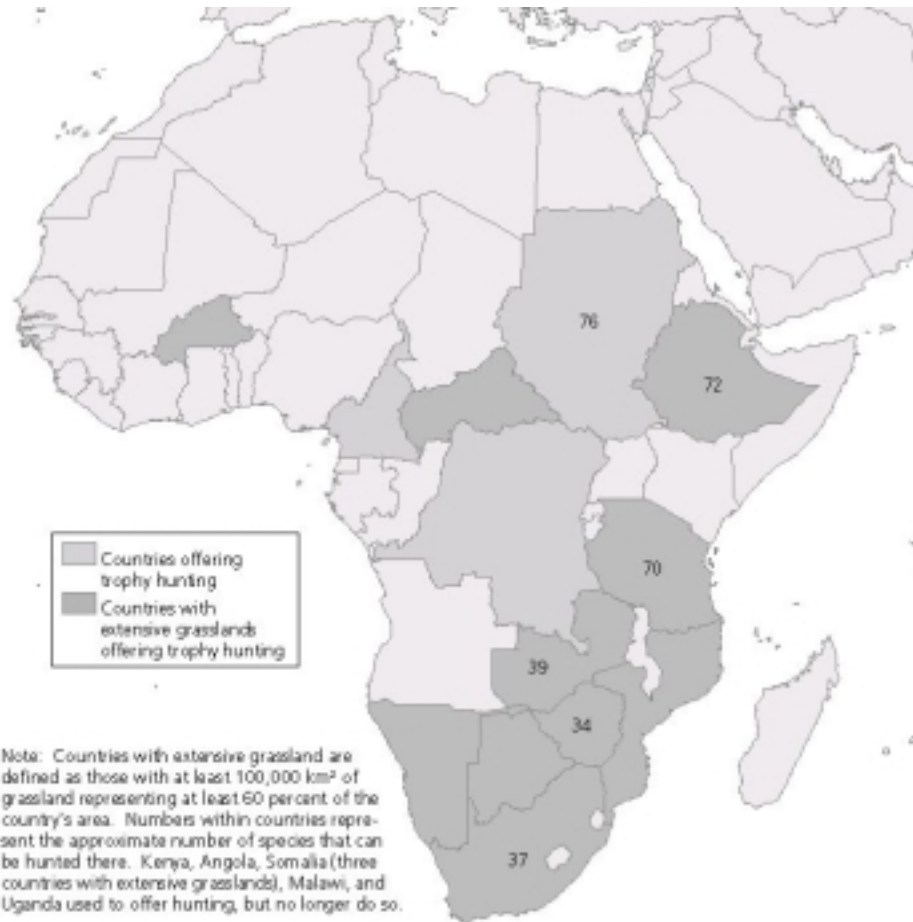 76
72
70
39
34
37
Countries offering
trophy hunting
Countries with
extensive grasslands
offering trophy hunting
Note: Countries with extensive grassland are
defined as those with at least 100,000 km² of
grassland representing at least 60 percent of the
country's area. Numbers within countries repre-
sent the approximate number of species that can
be hunted there. Kenya, Angola, Somalia (three
countries with extensive grasslands), Malawi, and
Uganda used to offer hunting, but no longer do so.